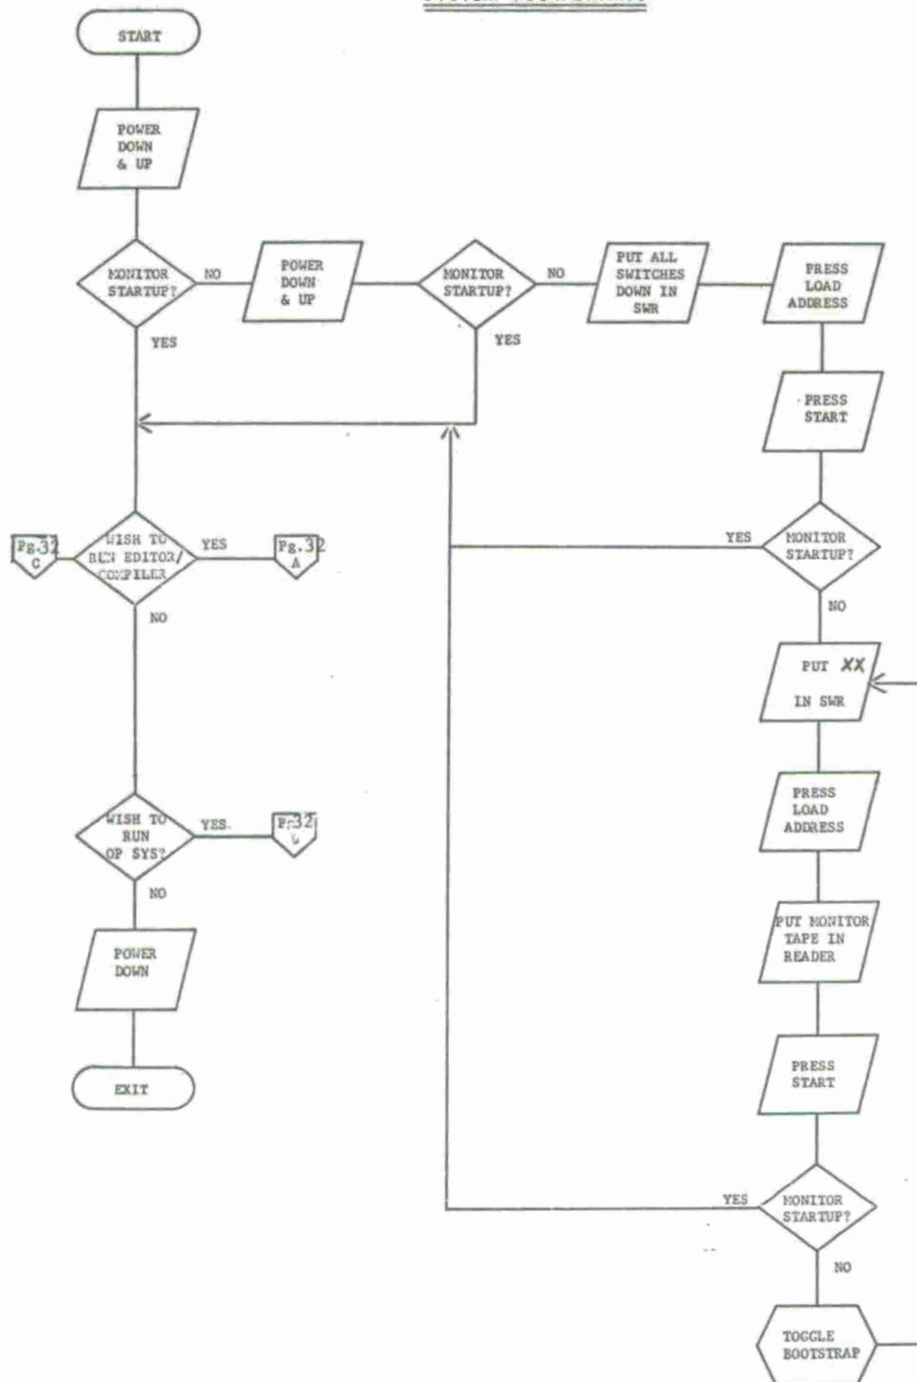 START
POWER
DOWN
& UP
MONITOR
STARTUP?
NO
POWER
DOWN
& UP
MONITOR
STARTUP?
NO
PUT ALL
SWITCHES
DOWN IN
SWR
PRESS
LOAD
ADDRESS
YES
YES
PRESS
START
Pg.32
C
WISH TO
RUN EDITOR/
COMPILER
YES
Pg.32
A
NO
YES
MONITOR
STARTUP?
NO
PUT XX
IN SWR
PRESS
LOAD
ADDRESS
WISH TO
RUN
OP SYS?
YES
NO
PUT MONITOR
TAPE IN
READER
POWER
DOWN
PRESS
START
EXIT
YES
MONITOR
STARTUP?
NO
TOGGLE
BOOTSTRAP